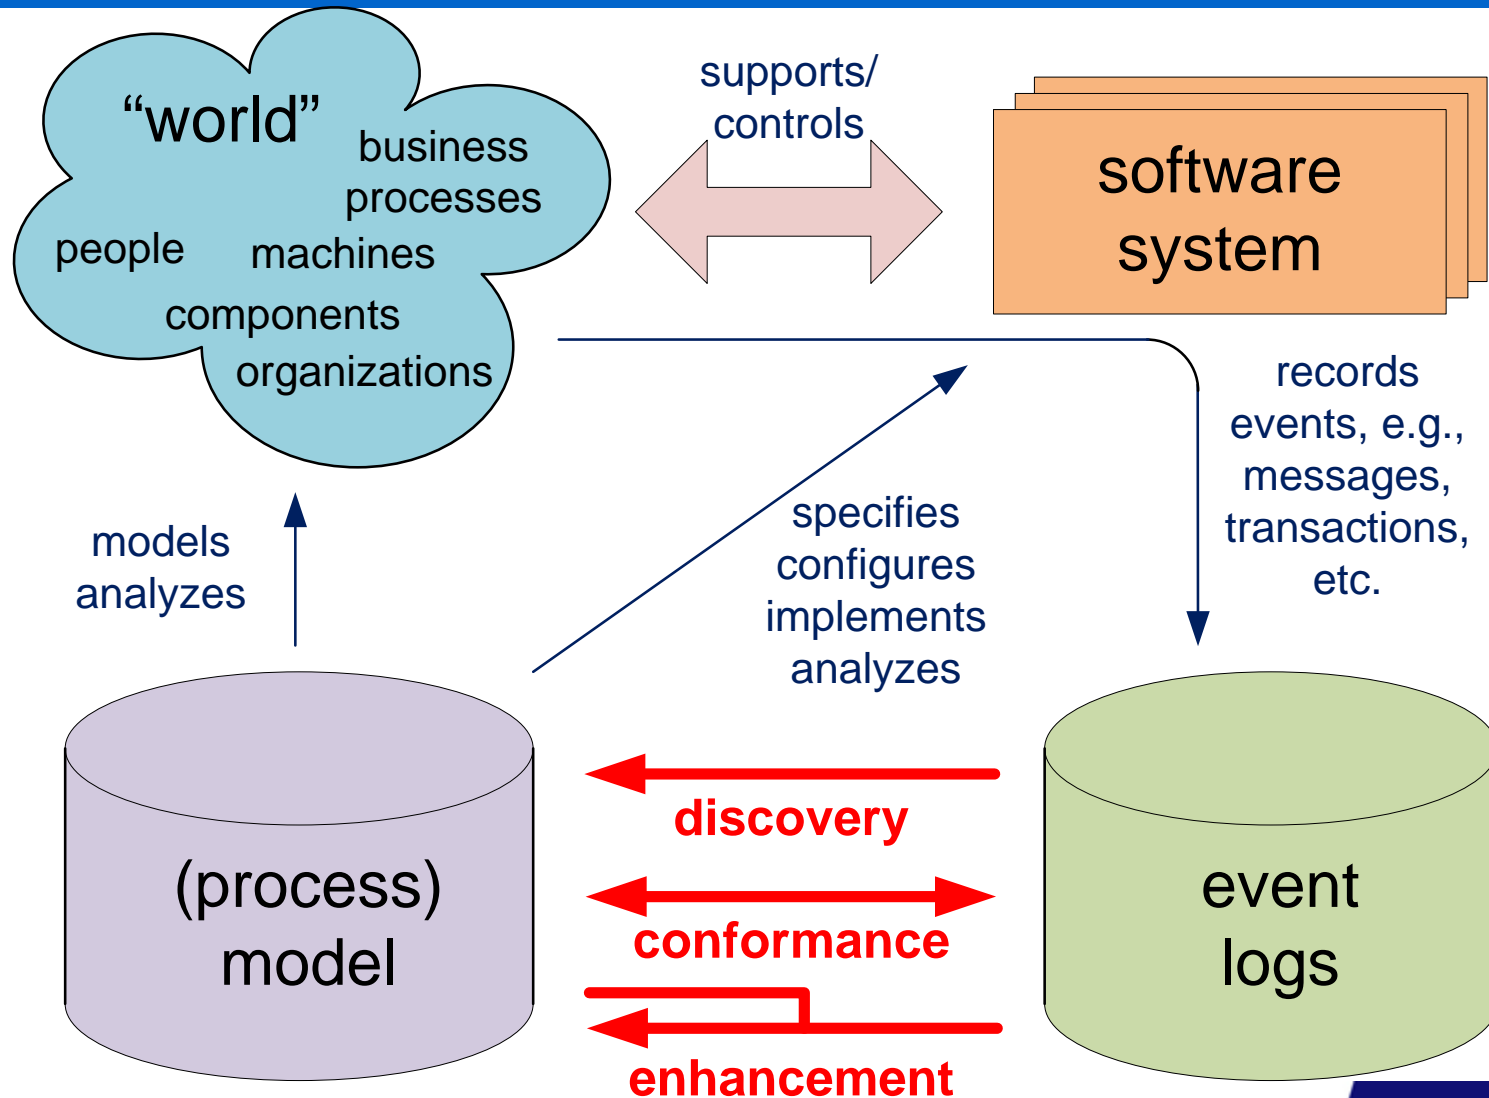 “world”
business
processes
people
machines
components
organizations
supports/
controls
software
system
records
events, e.g.,
messages,
transactions,
etc.
models
analyzes
specifies
configures
implements
analyzes
discovery
(process)
model
conformance
event
logs
enhancement